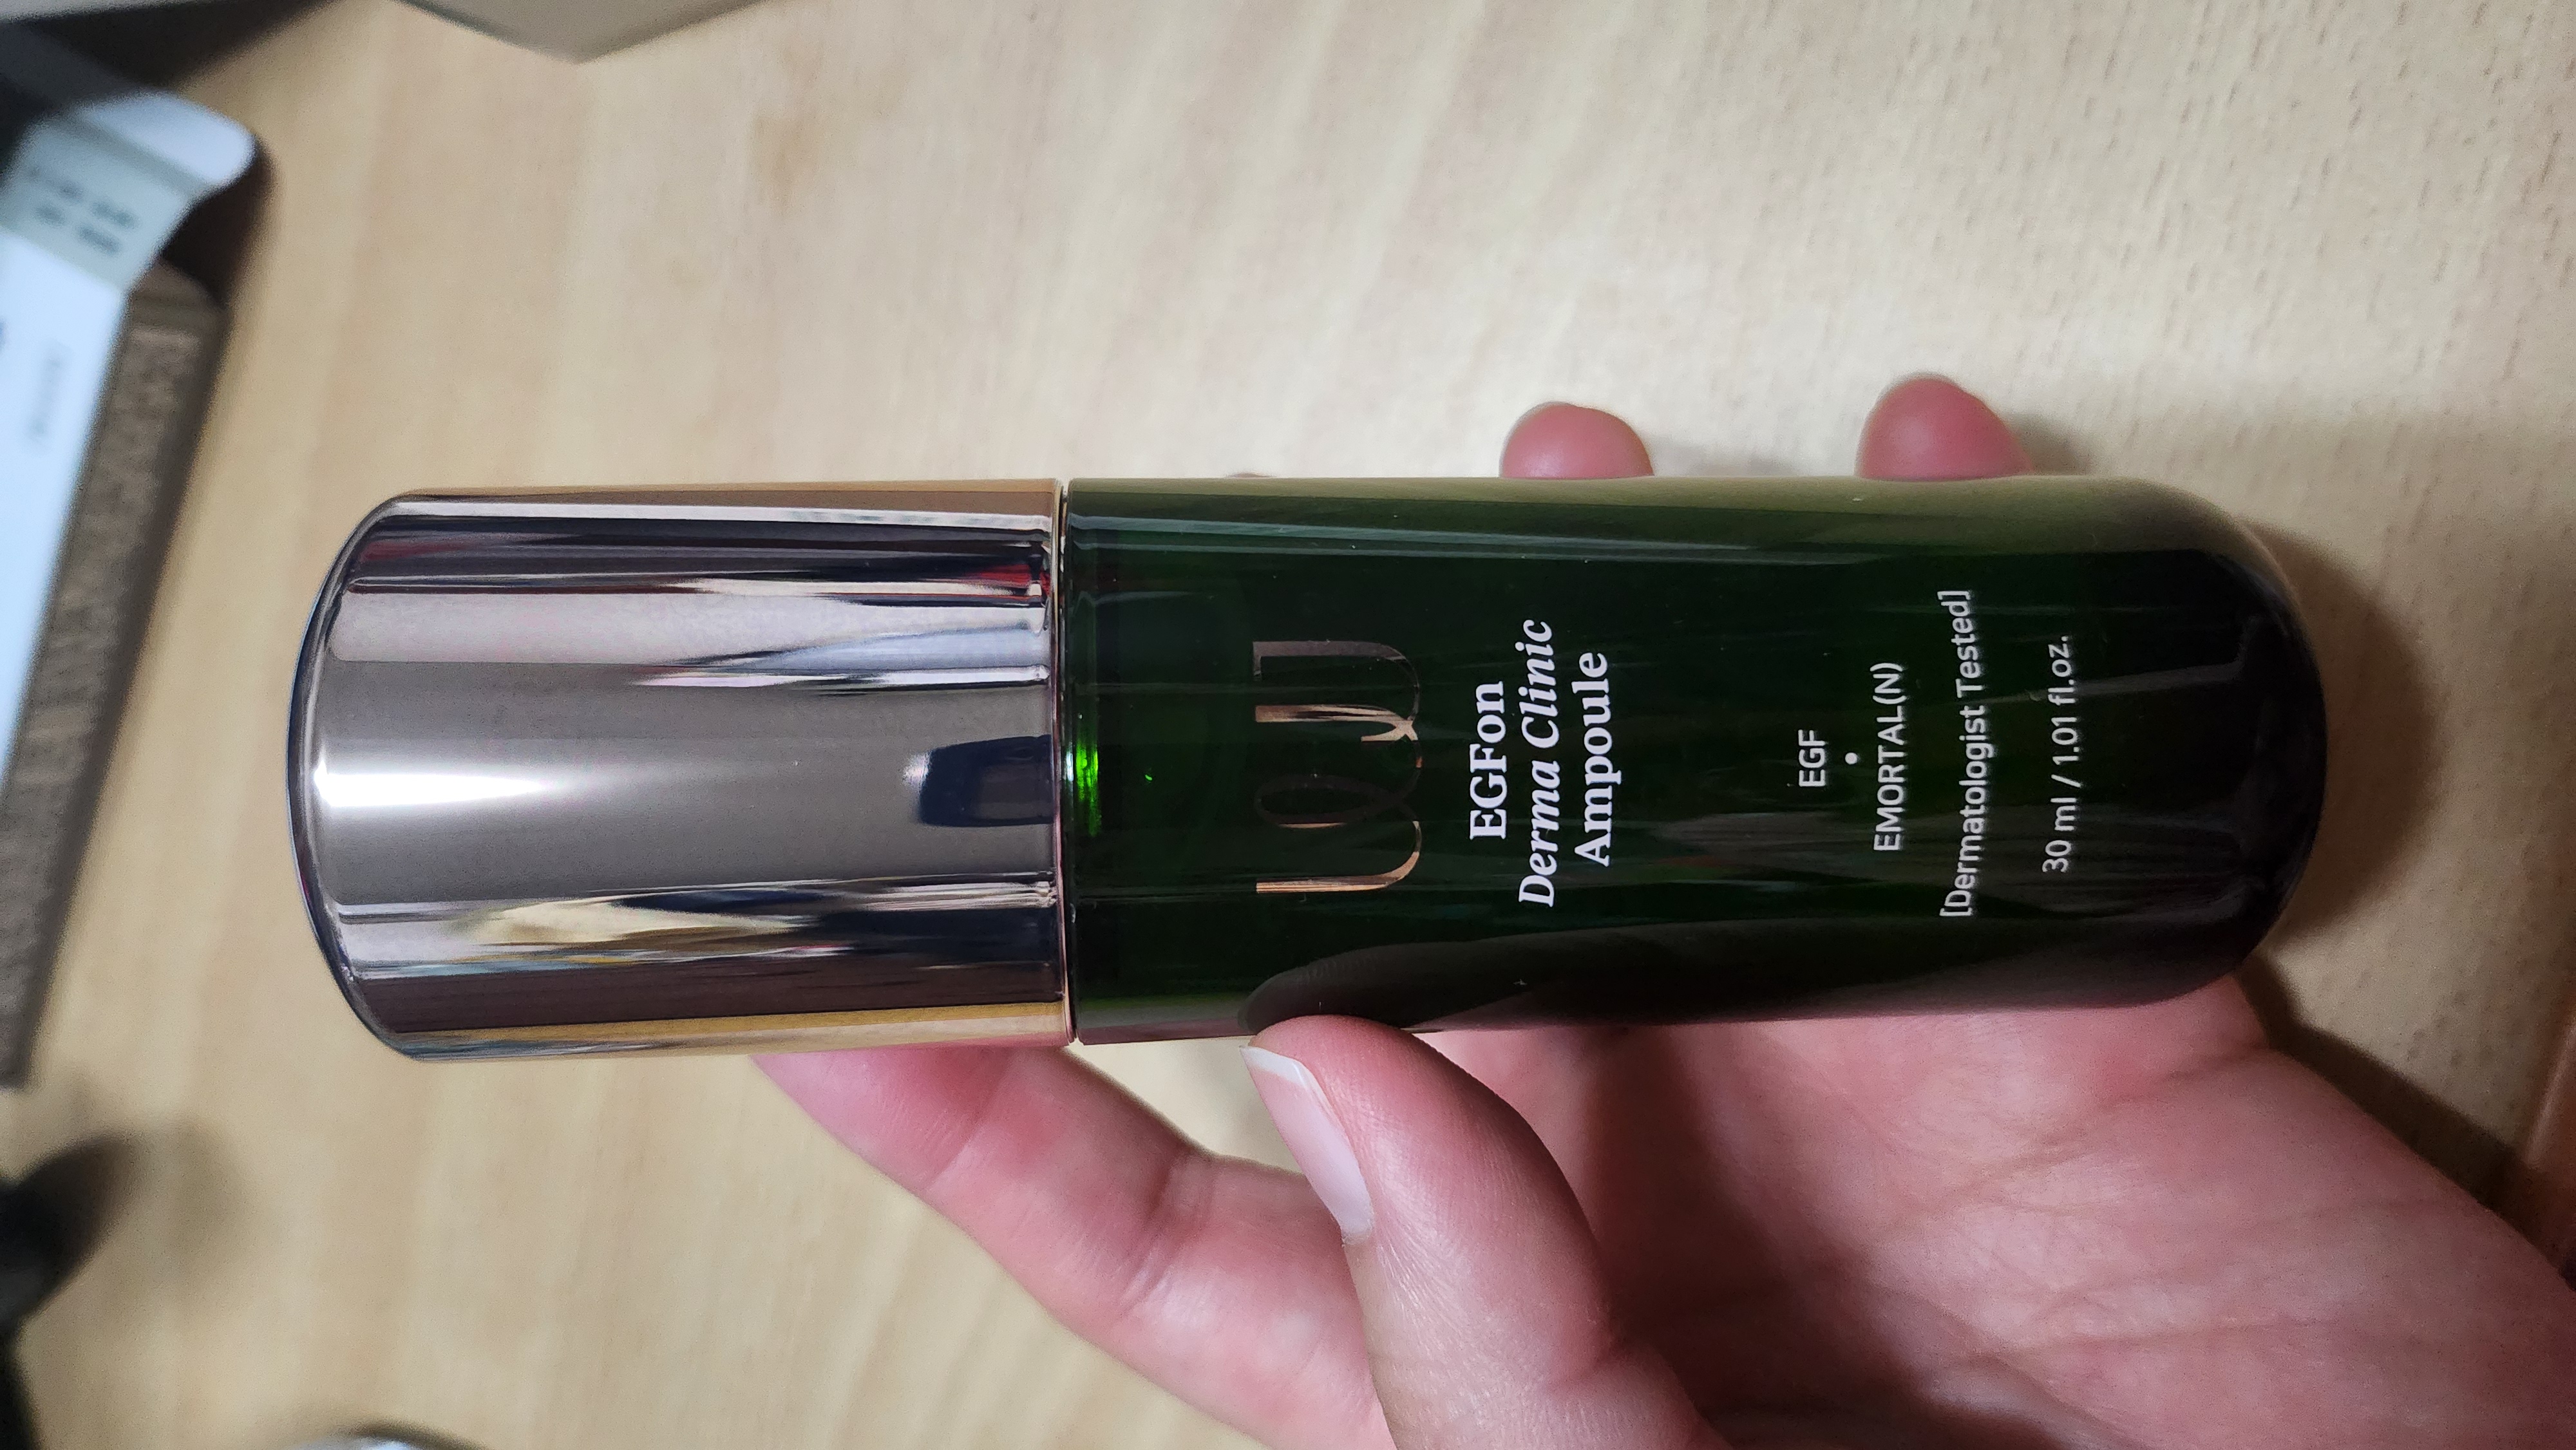 EGFon
Derma Clinic
Ampoule
EGF
•
EMORTAL(N)
[Dermatologist Tested]
30 ml / 1.01 fl.oz.